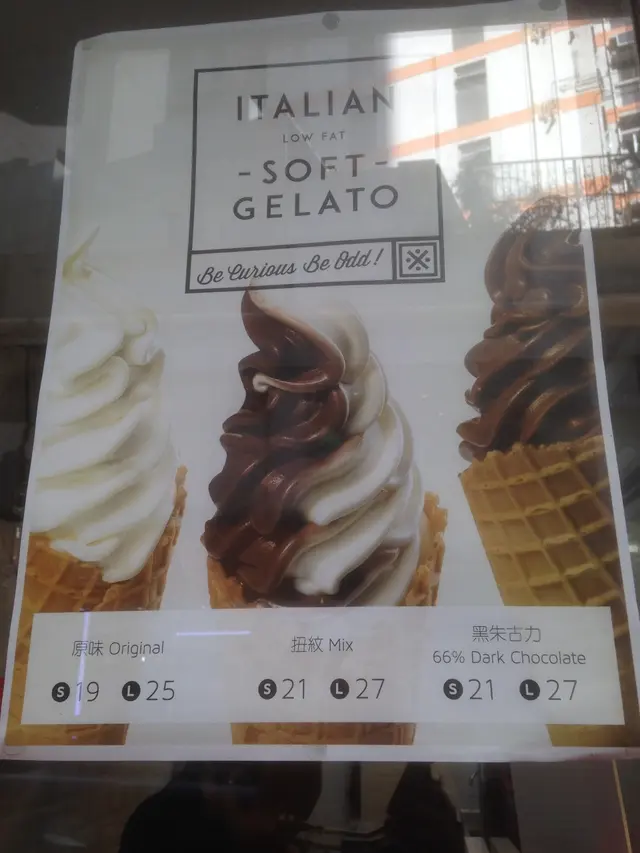 ITALIAN
LOW FAT
-SOFT-
GELATO
Be Curious Be Odd!
原味 Original
S 19 L 25
扭紋 Mix
S 21 L 27
黑朱古力
66% Dark Chocolate
S 21 L 27